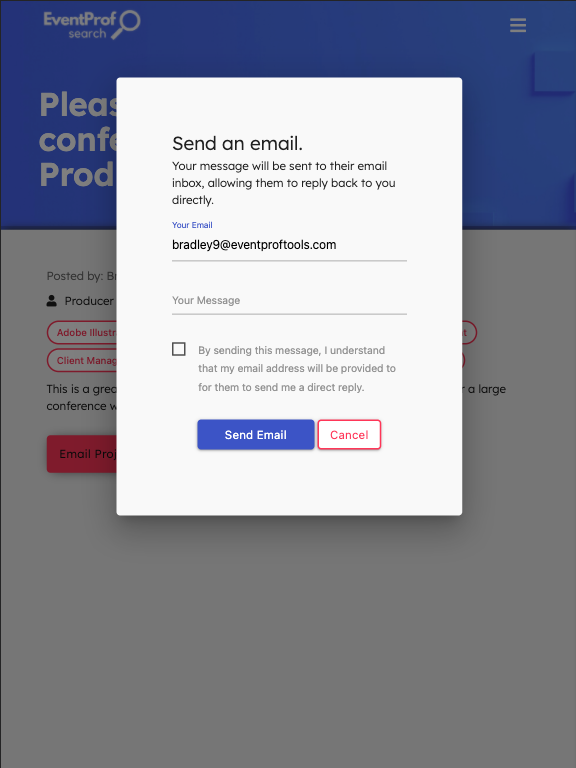 EventProf
search
Pleas
confe
Prod
Send an email.
Your message will be sent to their email
inbox, allowing them to reply back to you
directly.
Your Email
bradley9@eventproftools.com
Your Message
By sending this message, I understand
that my email address will be provided to
for them to send me a direct reply.
Send Email
Cancel
Posted by: Br
Producer
Adobe Illustr
t
Client Manag
This is a grea
r a large
conference w
Email Proj